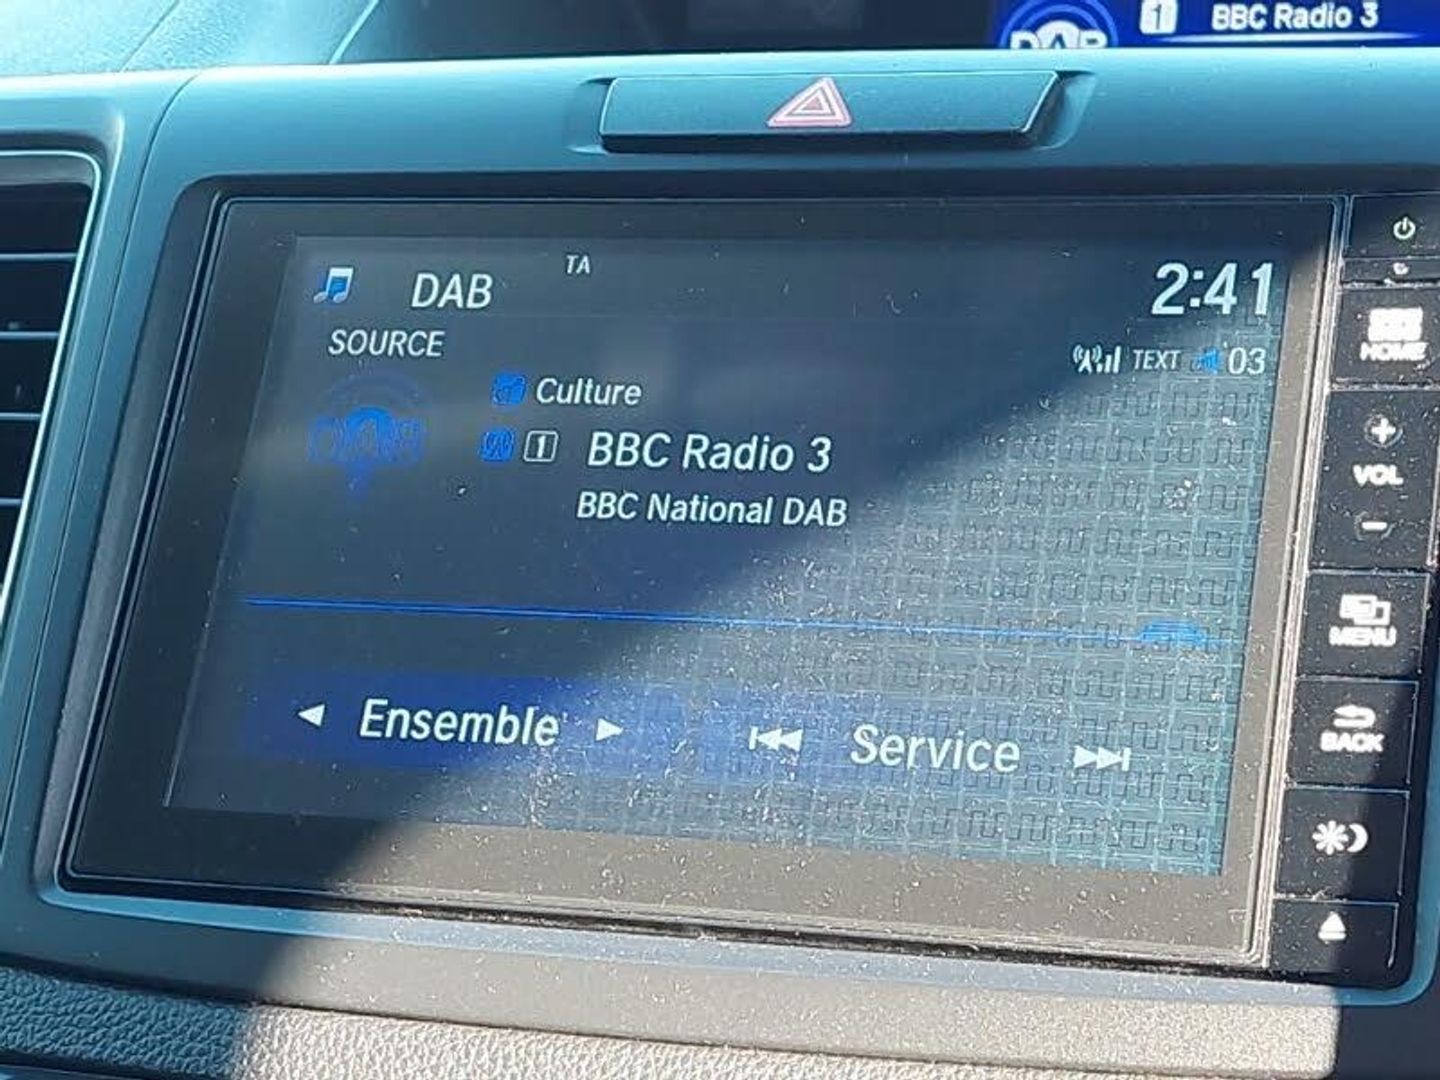 DAB 1 BBC Radio 3
DAB TA 2:41
SOURCE
TEXT 03
Culture
1 BBC Radio 3
BBC National DAB
Ensemble Service
HOME
VOL
MENU
BACK